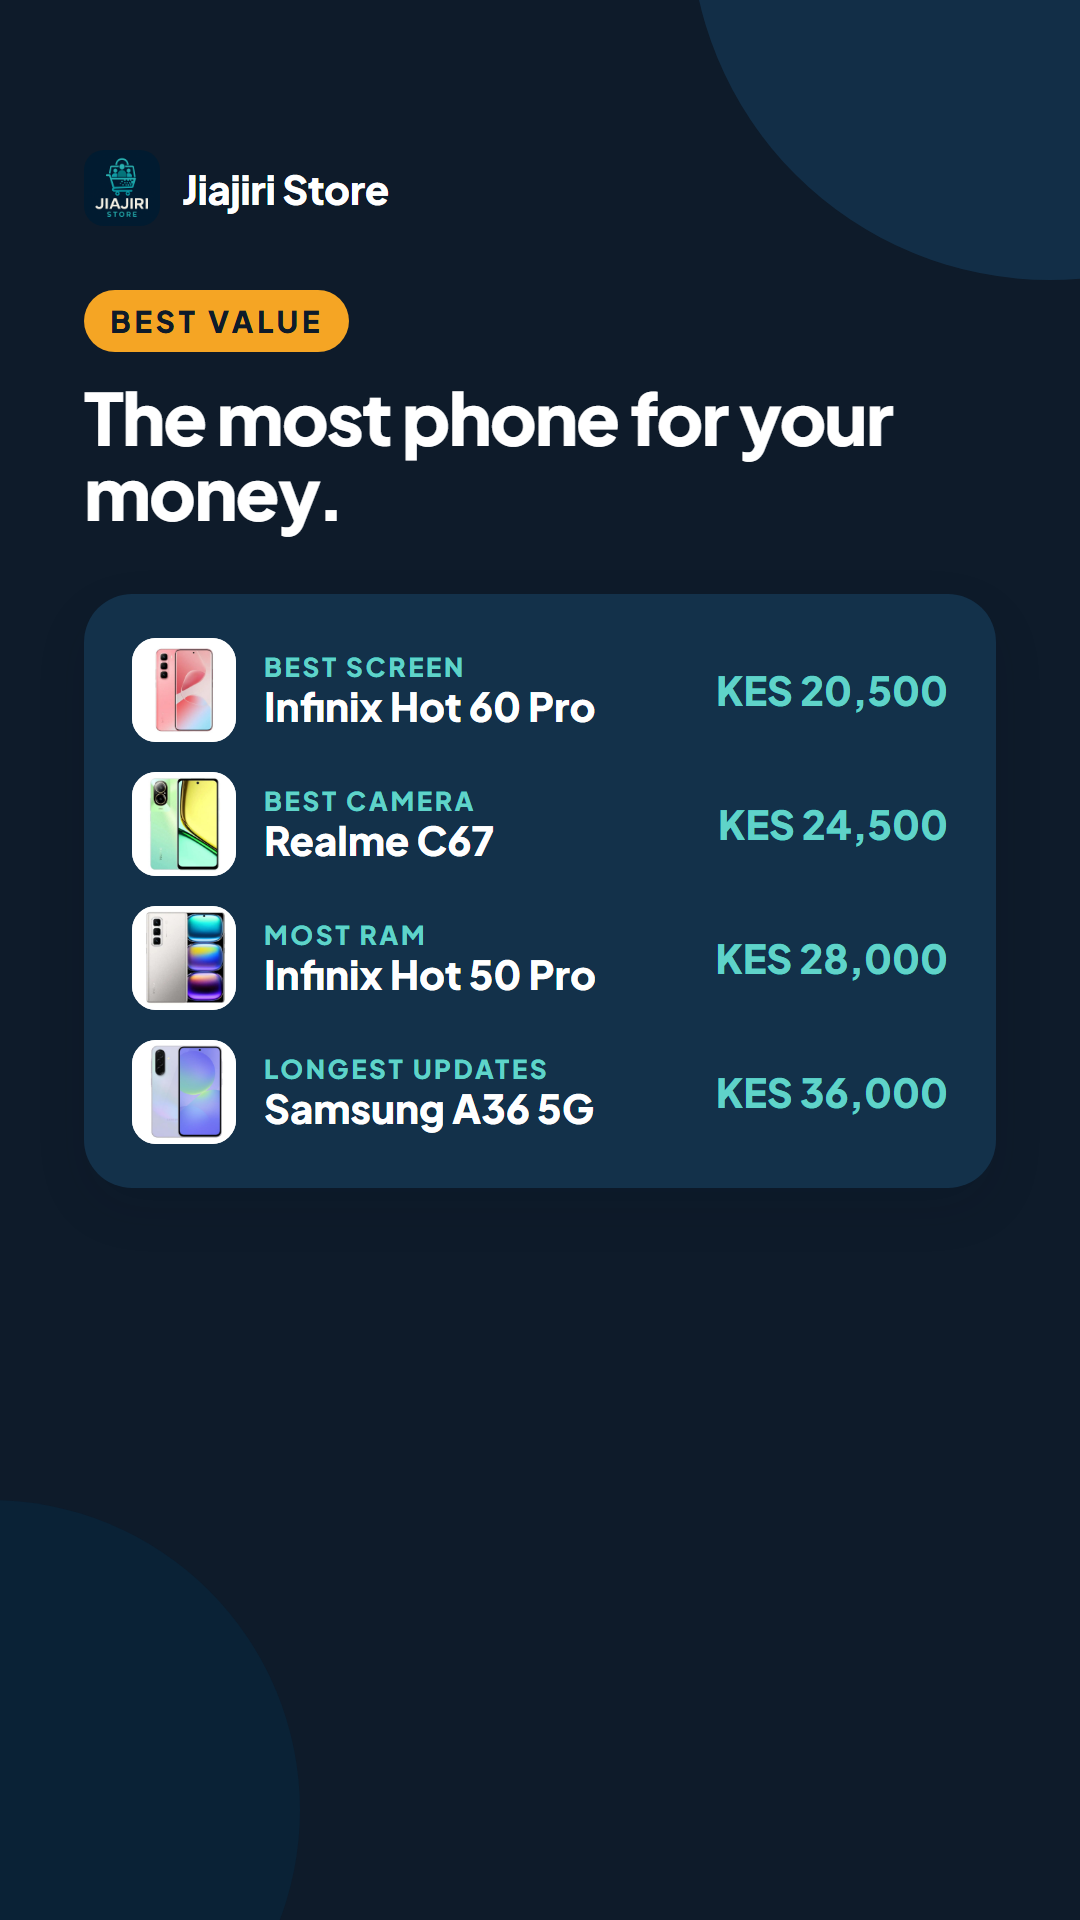 JIAJIRI
STORE
Jiajiri Store
BEST VALUE
The most phone for your
money.
BEST SCREEN
Infinix Hot 60 Pro
KES 20,500
BEST CAMERA
Realme C67
KES 24,500
MOST RAM
Infinix Hot 50 Pro
KES 28,000
LONGEST UPDATES
Samsung A36 5G
KES 36,000